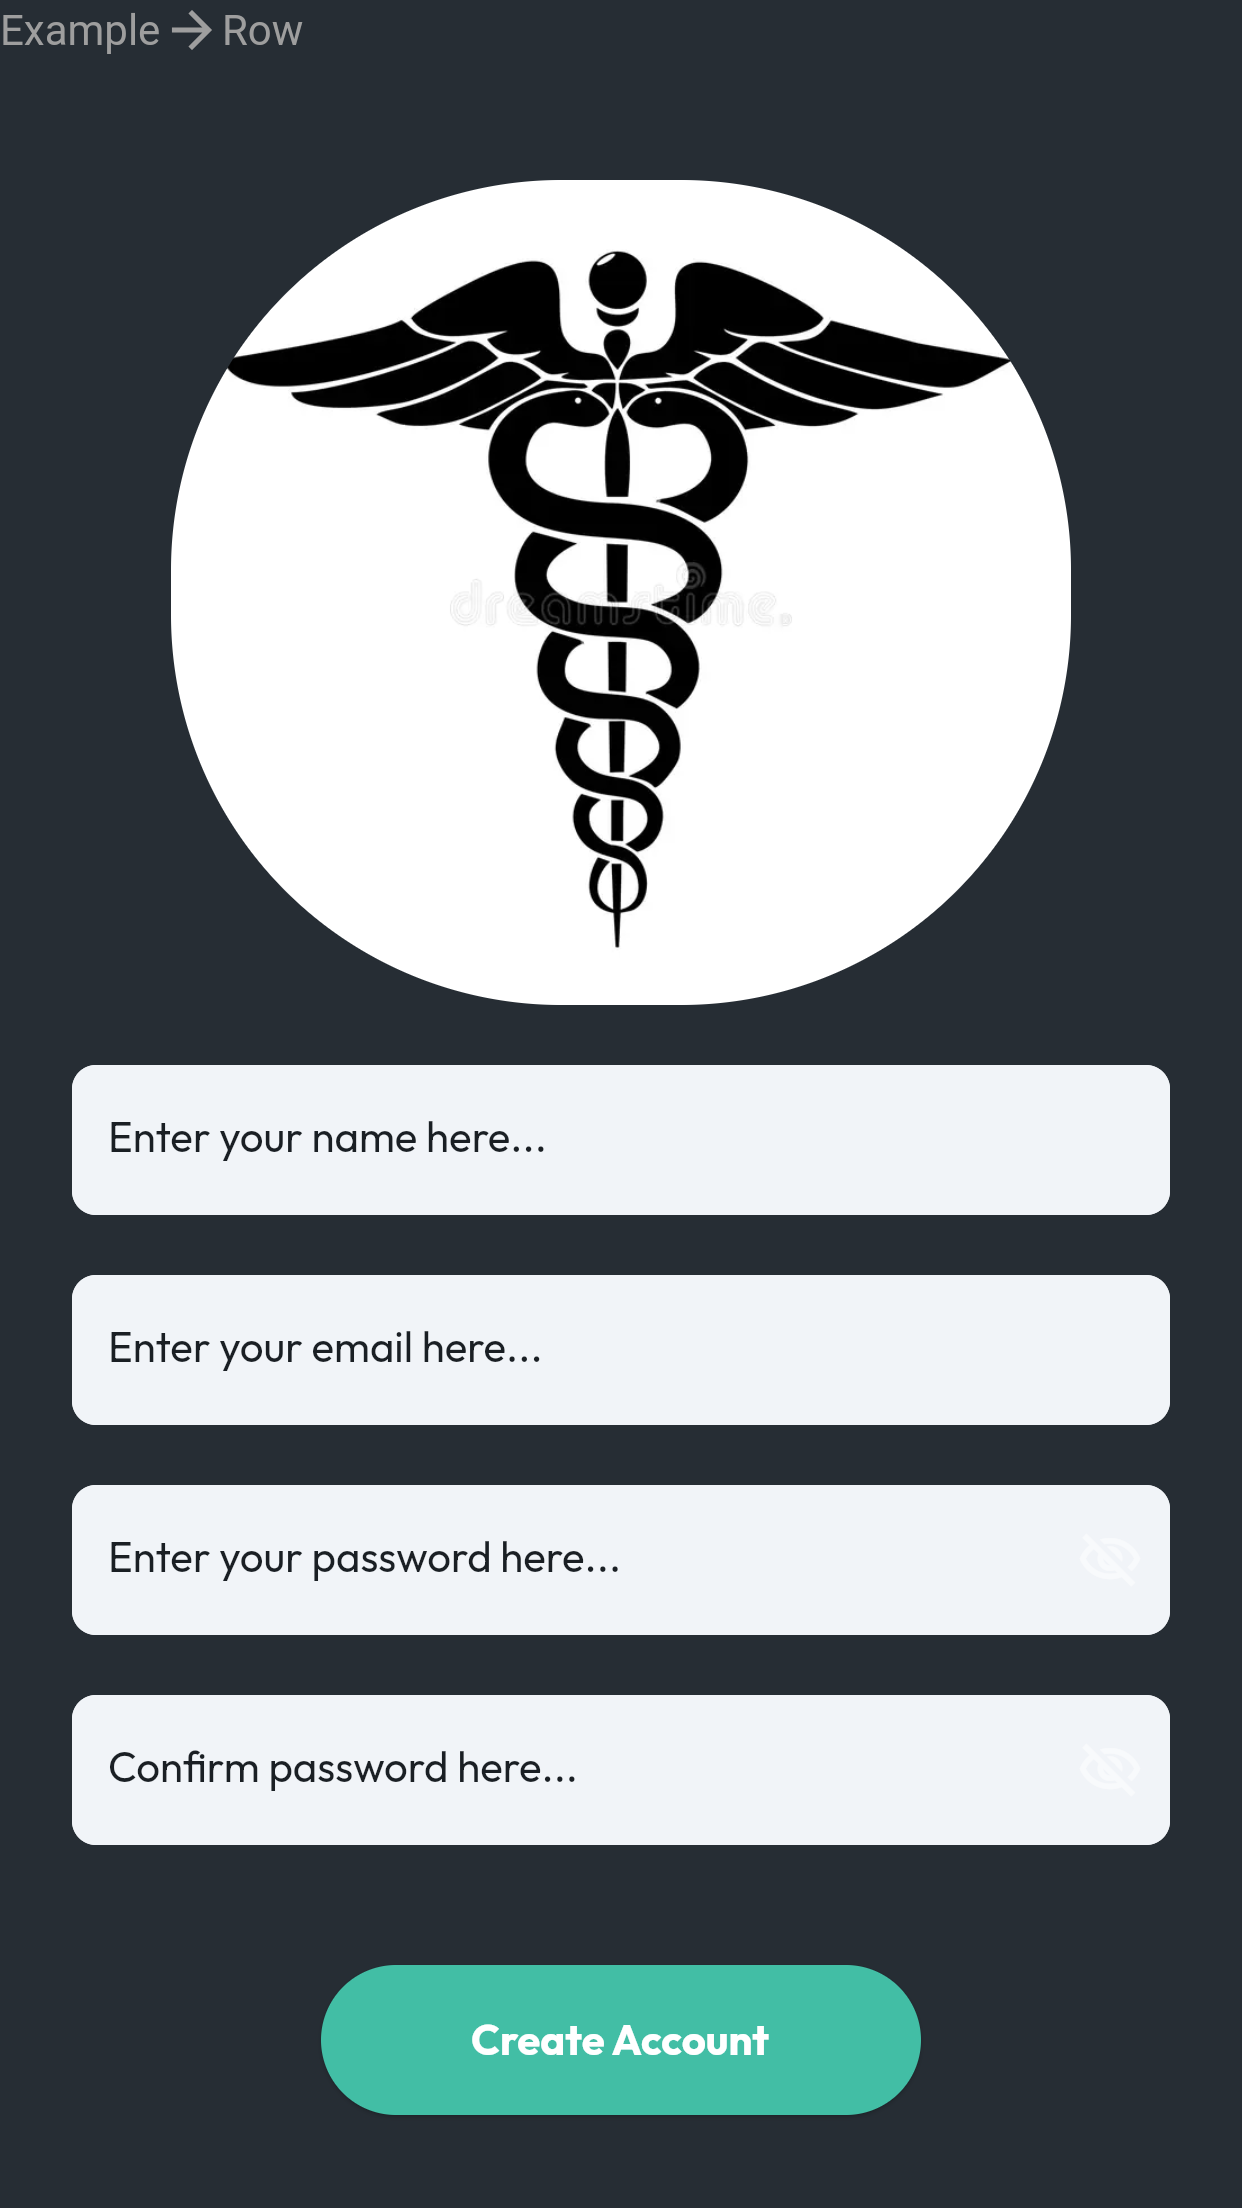 Example → Row
dreamstime.
Enter your name here...
Enter your email here...
Enter your password here...
Confirm password here...
Create Account